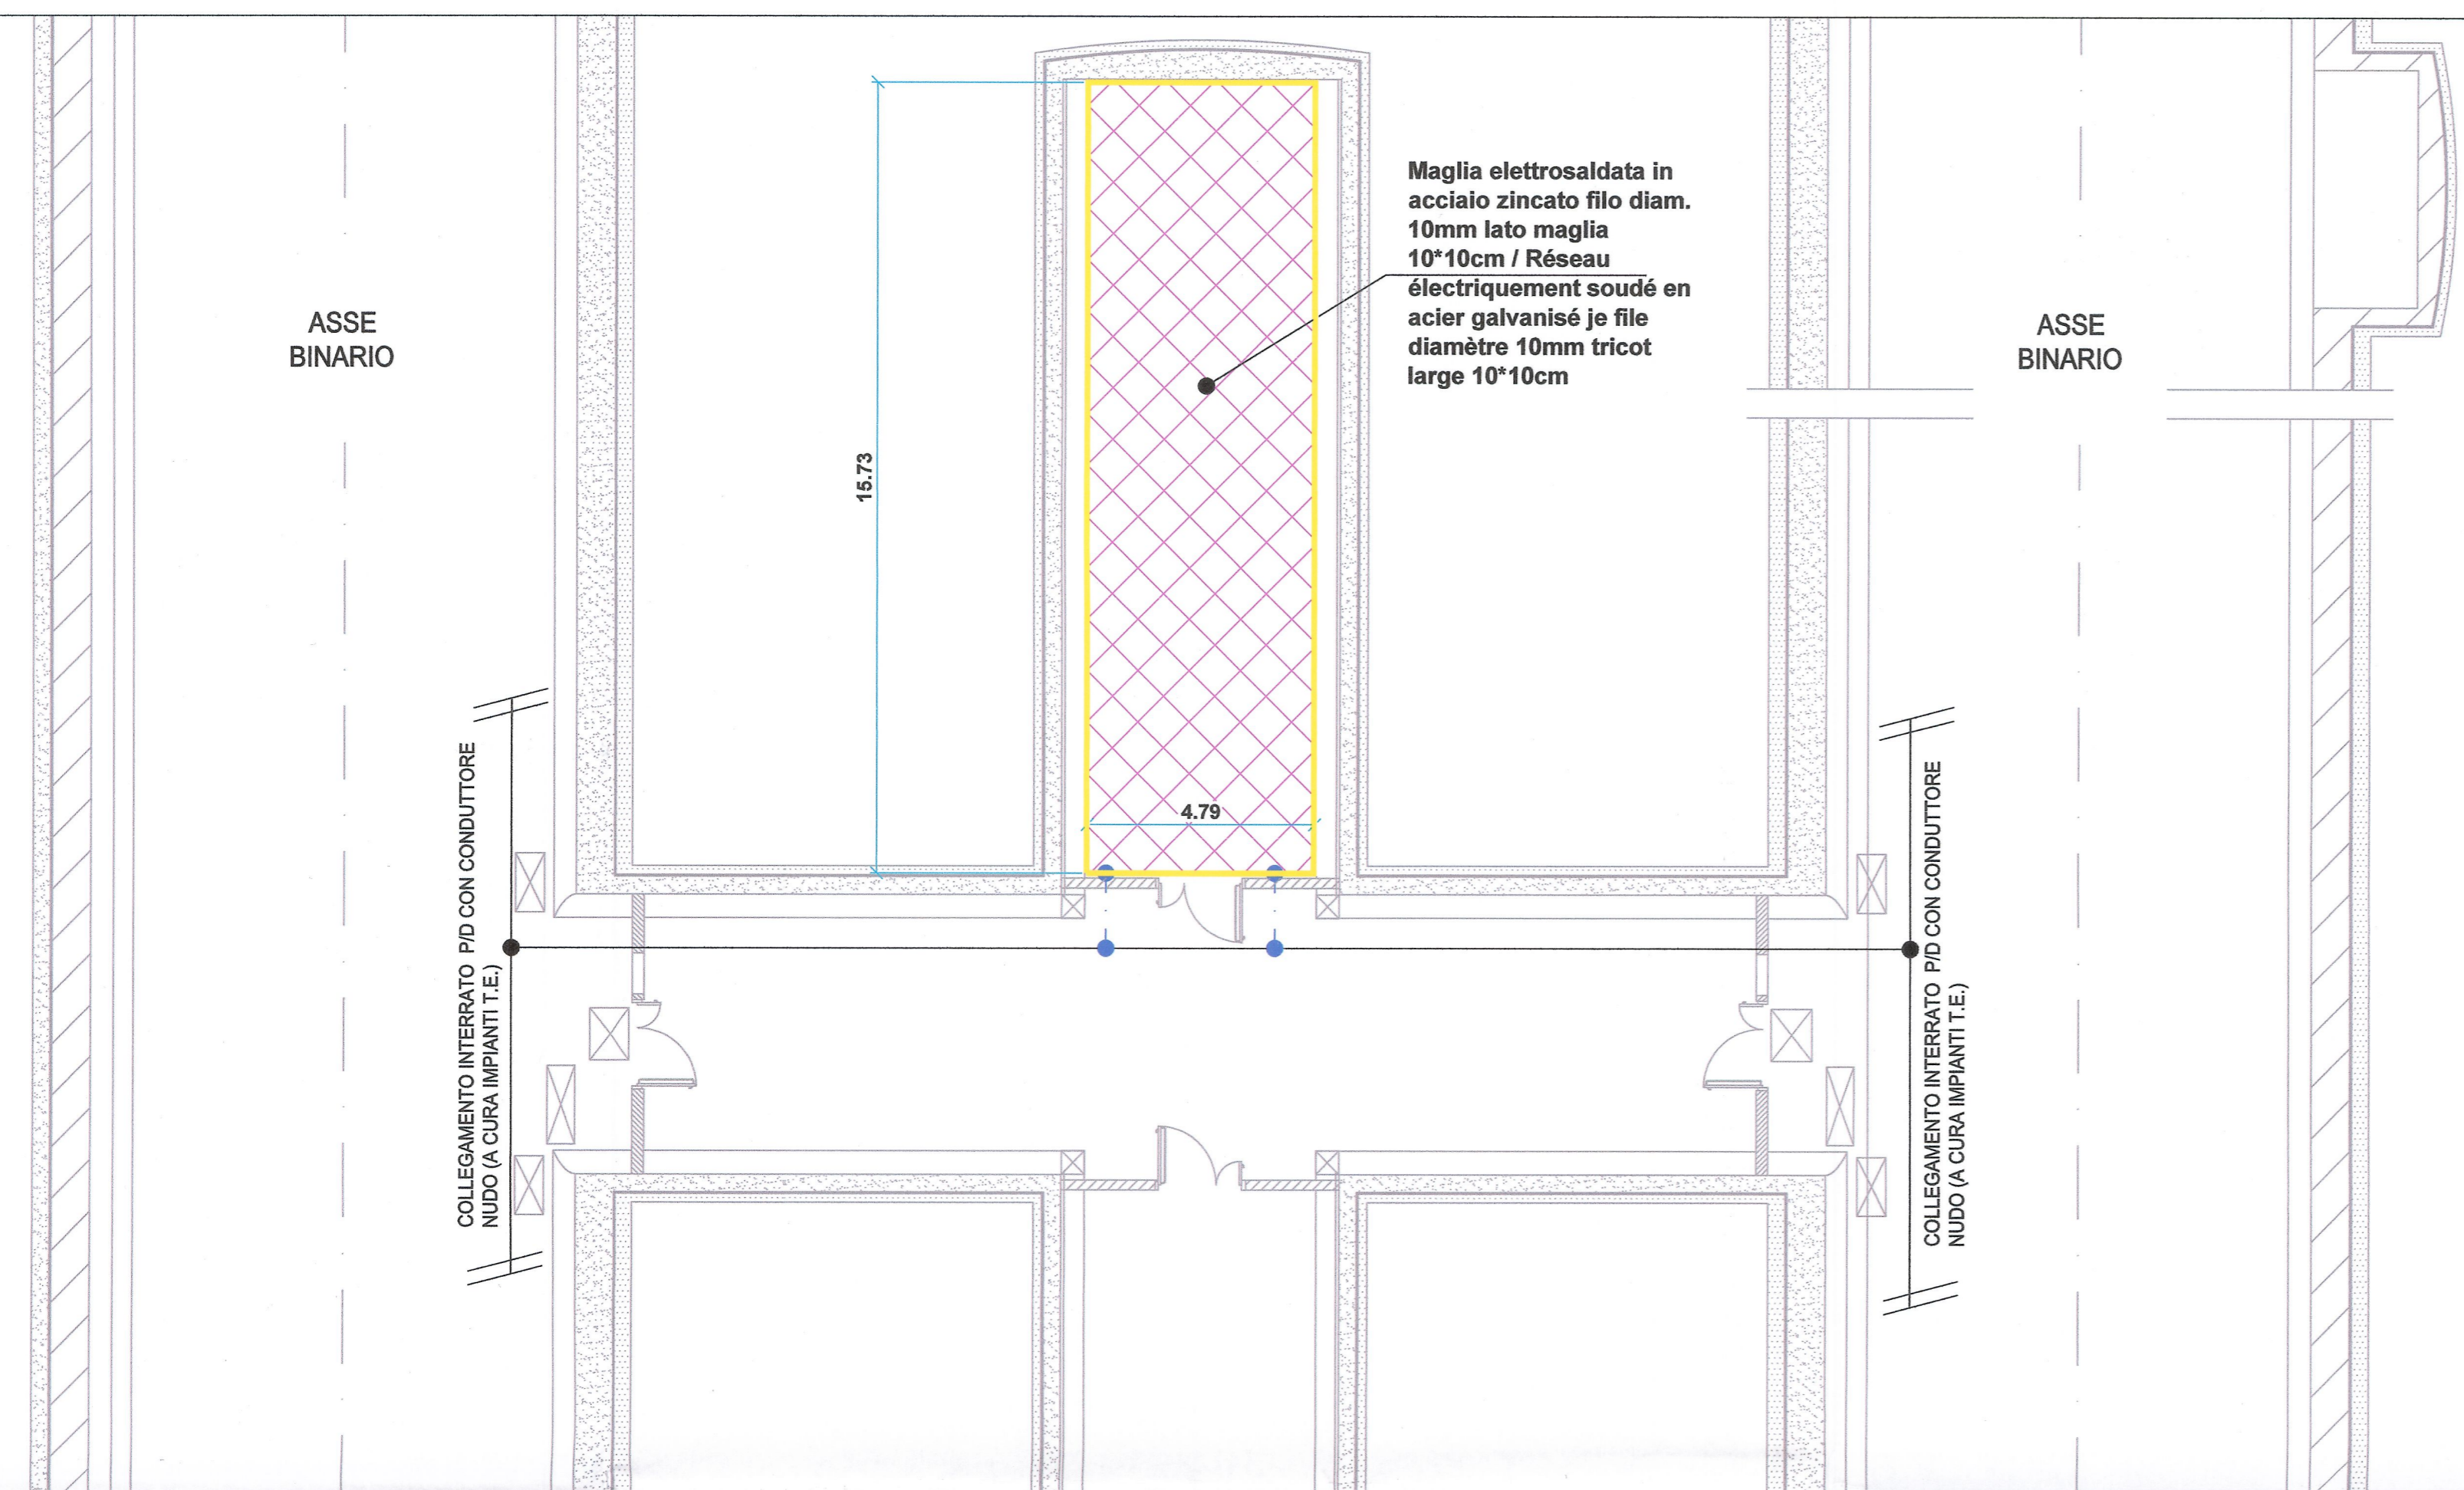 Maglia elettrosaldata in
acciaio zincato filo diam.
10mm lato maglia
10*10cm / Réseau
électriquement soudé en
acier galvanisé je file
diamètre 10mm tricot
large 10*10cm
ASSE
BINARIO
ASSE
BINARIO
15.73
4.79
COLLEGAMENTO INTERRATO P/D CON CONDUTTORE
NUDO (A CURA IMPIANTI T.E.)
COLLEGAMENTO INTERRATO P/D CON CONDUTTORE
NUDO (A CURA IMPIANTI T.E.)